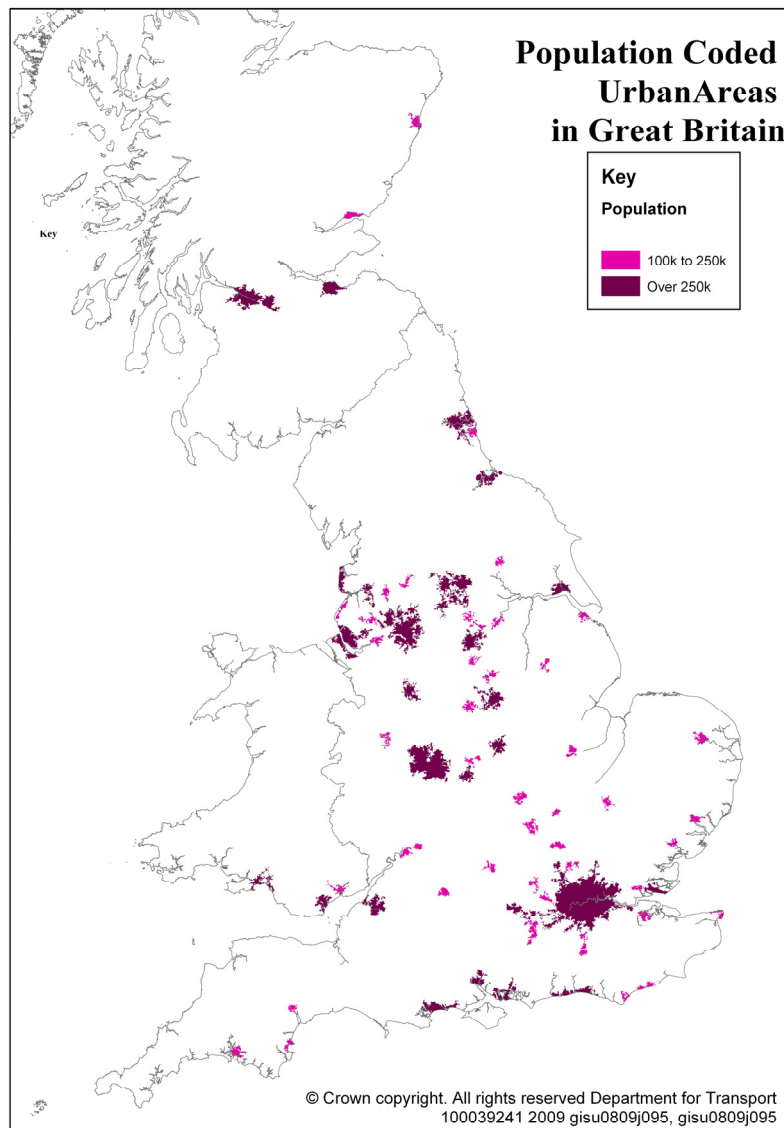 Population Coded
UrbanAreas
in Great Britain
Key
Population
100k to 250k
Over 250k
Key
© Crown copyright. All rights reserved Department for Transport
100039241 2009 gisu0809j095, gisu0809j095